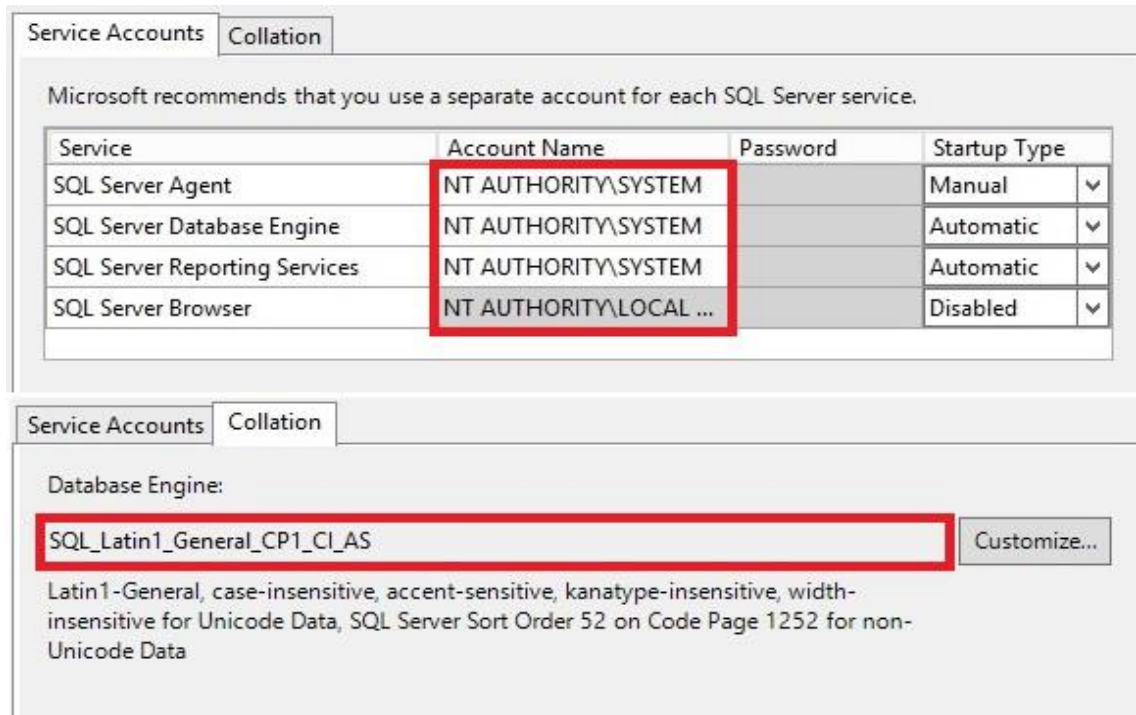 Service Accounts Collation
Microsoft recommends that you use a separate account for each SQL Server service.
Service Account Name Password Startup Type
SQL Server Agent NT AUTHORITY\SYSTEM Manual
SQL Server Database Engine NT AUTHORITY\SYSTEM Automatic
SQL Server Reporting Services NT AUTHORITY\SYSTEM Automatic
SQL Server Browser NT AUTHORITY\LOCAL ... Disabled
Service Accounts Collation
Database Engine:
SQL_Latin1_General_CP1_CI_AS Customize...
Latin1-General, case-insensitive, accent-sensitive, kanatype-insensitive, width-
insensitive for Unicode Data, SQL Server Sort Order 52 on Code Page 1252 for non-
Unicode Data